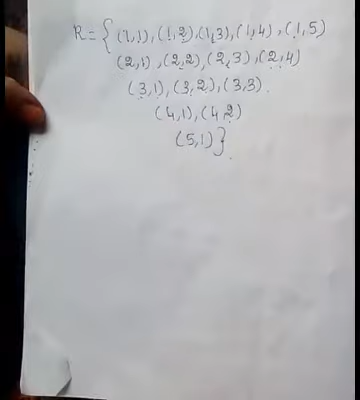 R = { (1,1), (1,2), (1,3), (1,4), (1,5)
(2,1), (2,2), (2,3), (2,4)
(3,1), (3,2), (3,3).
(4,1), (4,2)
(5,1) }.